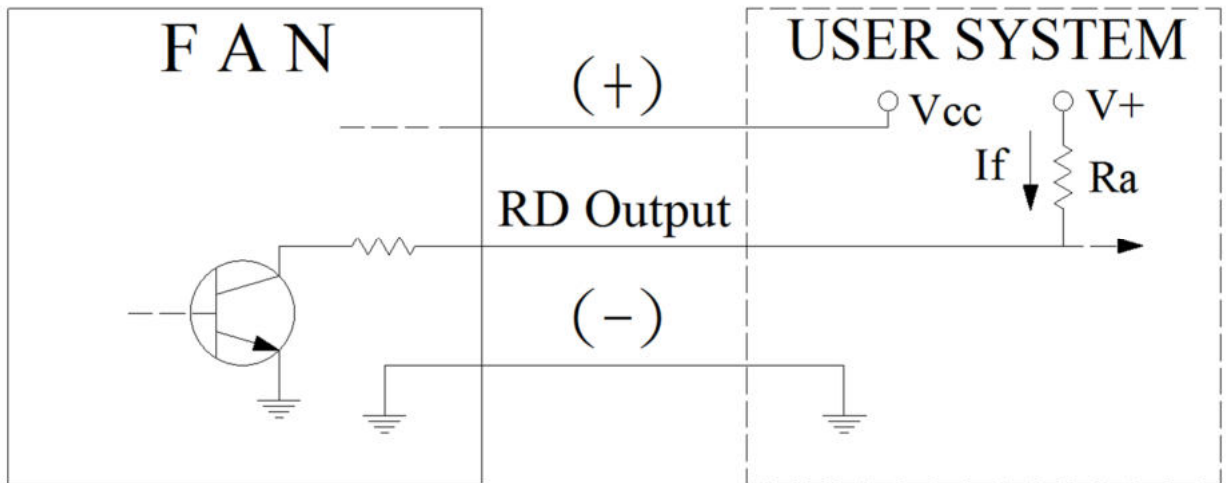 F A N
(+)
USER SYSTEM
Vcc
V+
If
Ra
RD Output
(-)